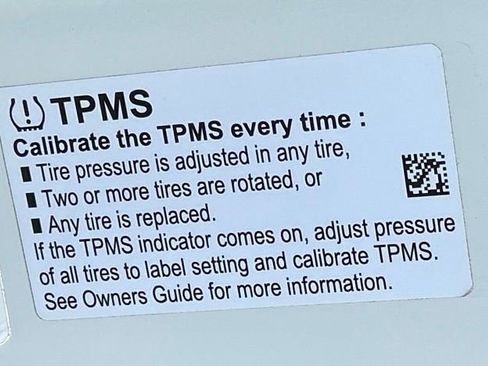 TPMS
Calibrate the TPMS every time :
▮ Tire pressure is adjusted in any tire,
▮ Two or more tires are rotated, or
▮ Any tire is replaced.
If the TPMS indicator comes on, adjust pressure
of all tires to label setting and calibrate TPMS.
See Owners Guide for more information.